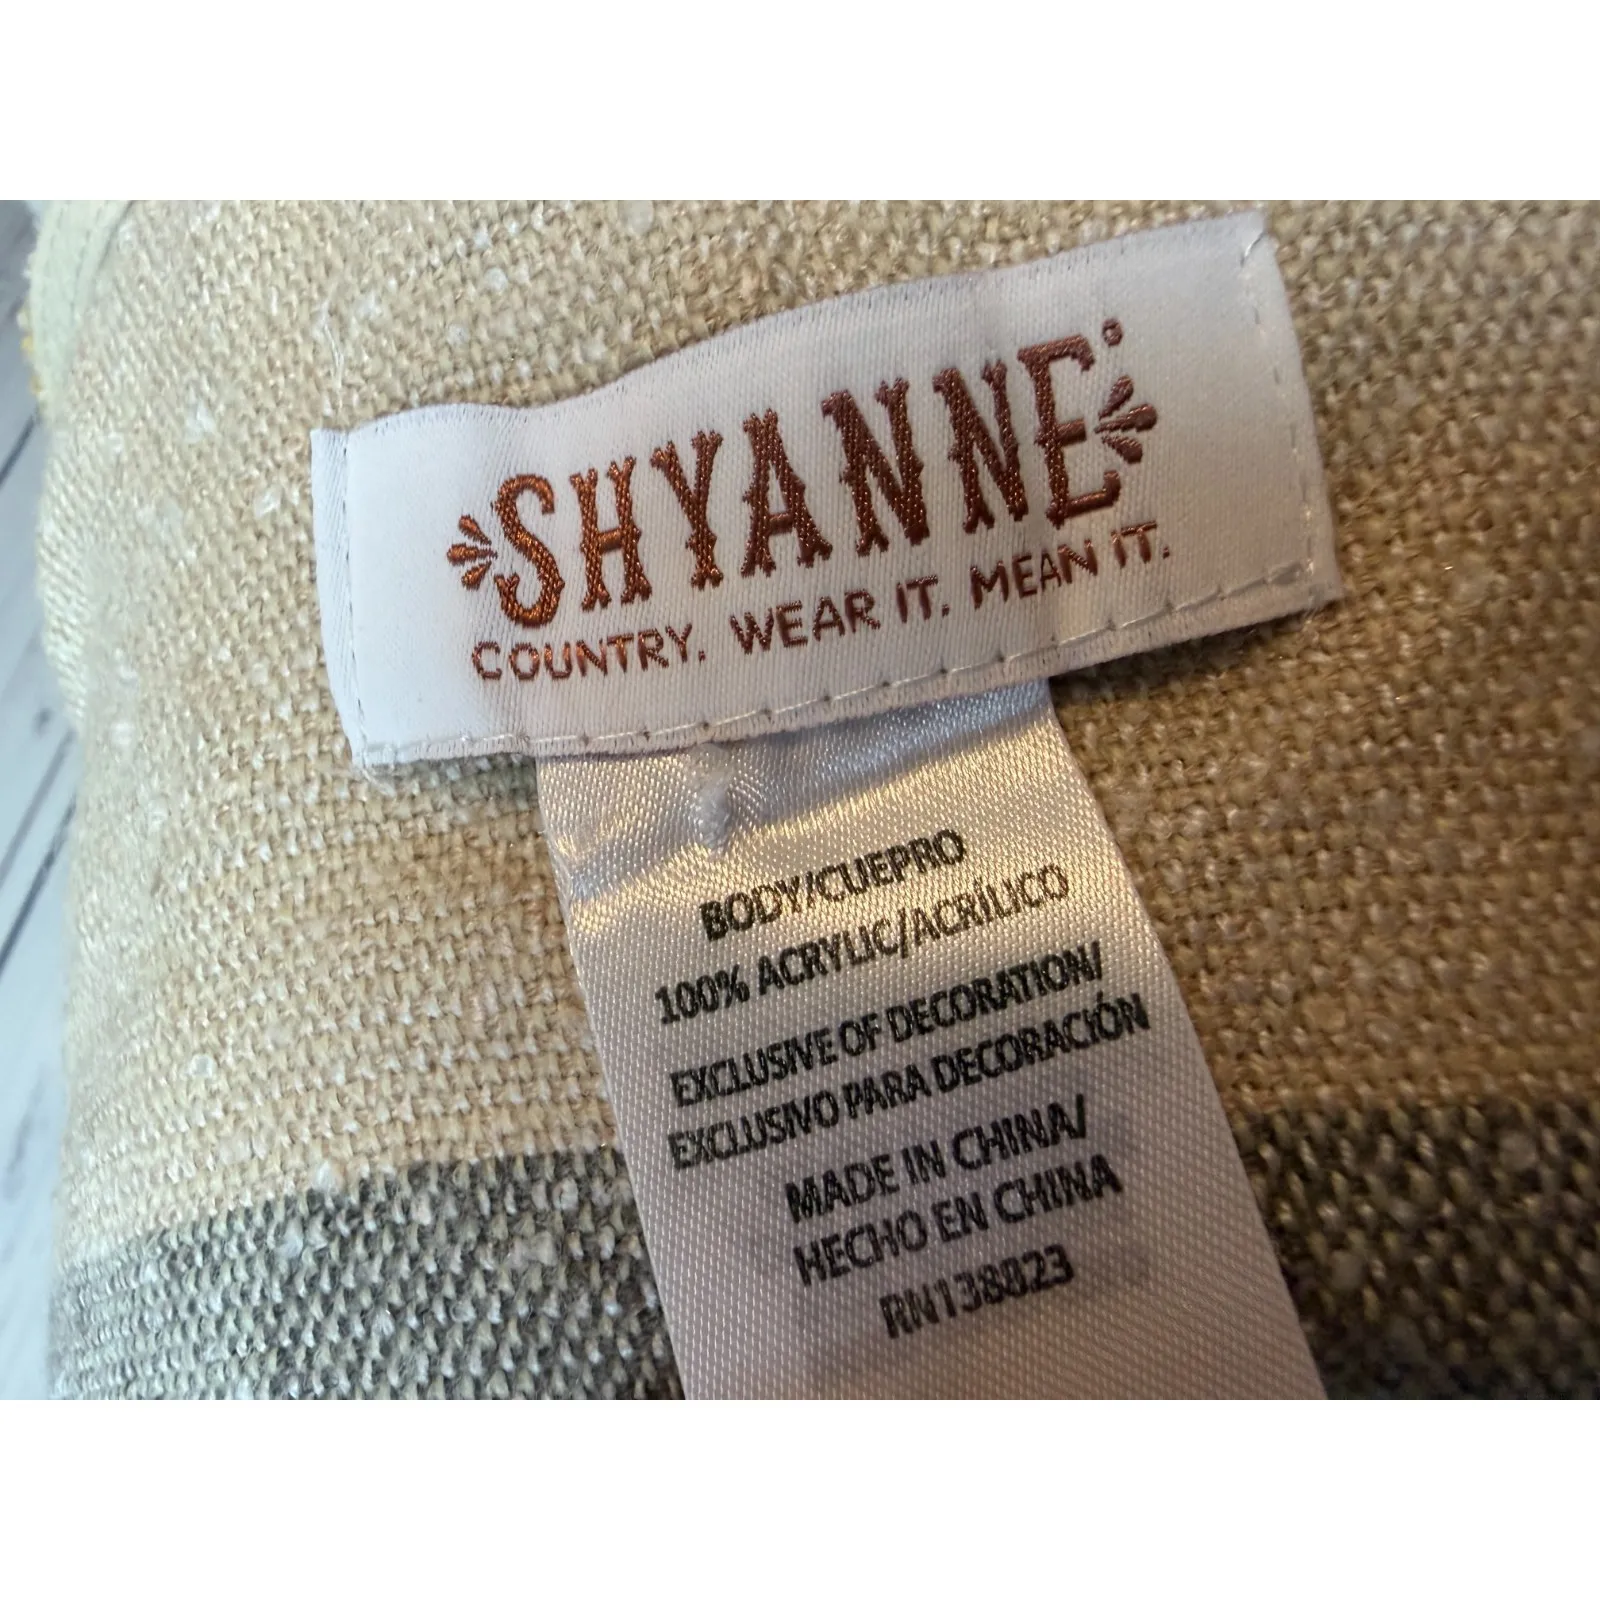 SHYANNE
COUNTRY. WEAR IT. MEAN IT.
BODY/CUEPRO
100% ACRYLIC/ACRÍLICO
EXCLUSIVE OF DECORATION/
EXCLUSIVO PARA DECORACIÓN
MADE IN CHINA/
HECHO EN CHINA
RN138823